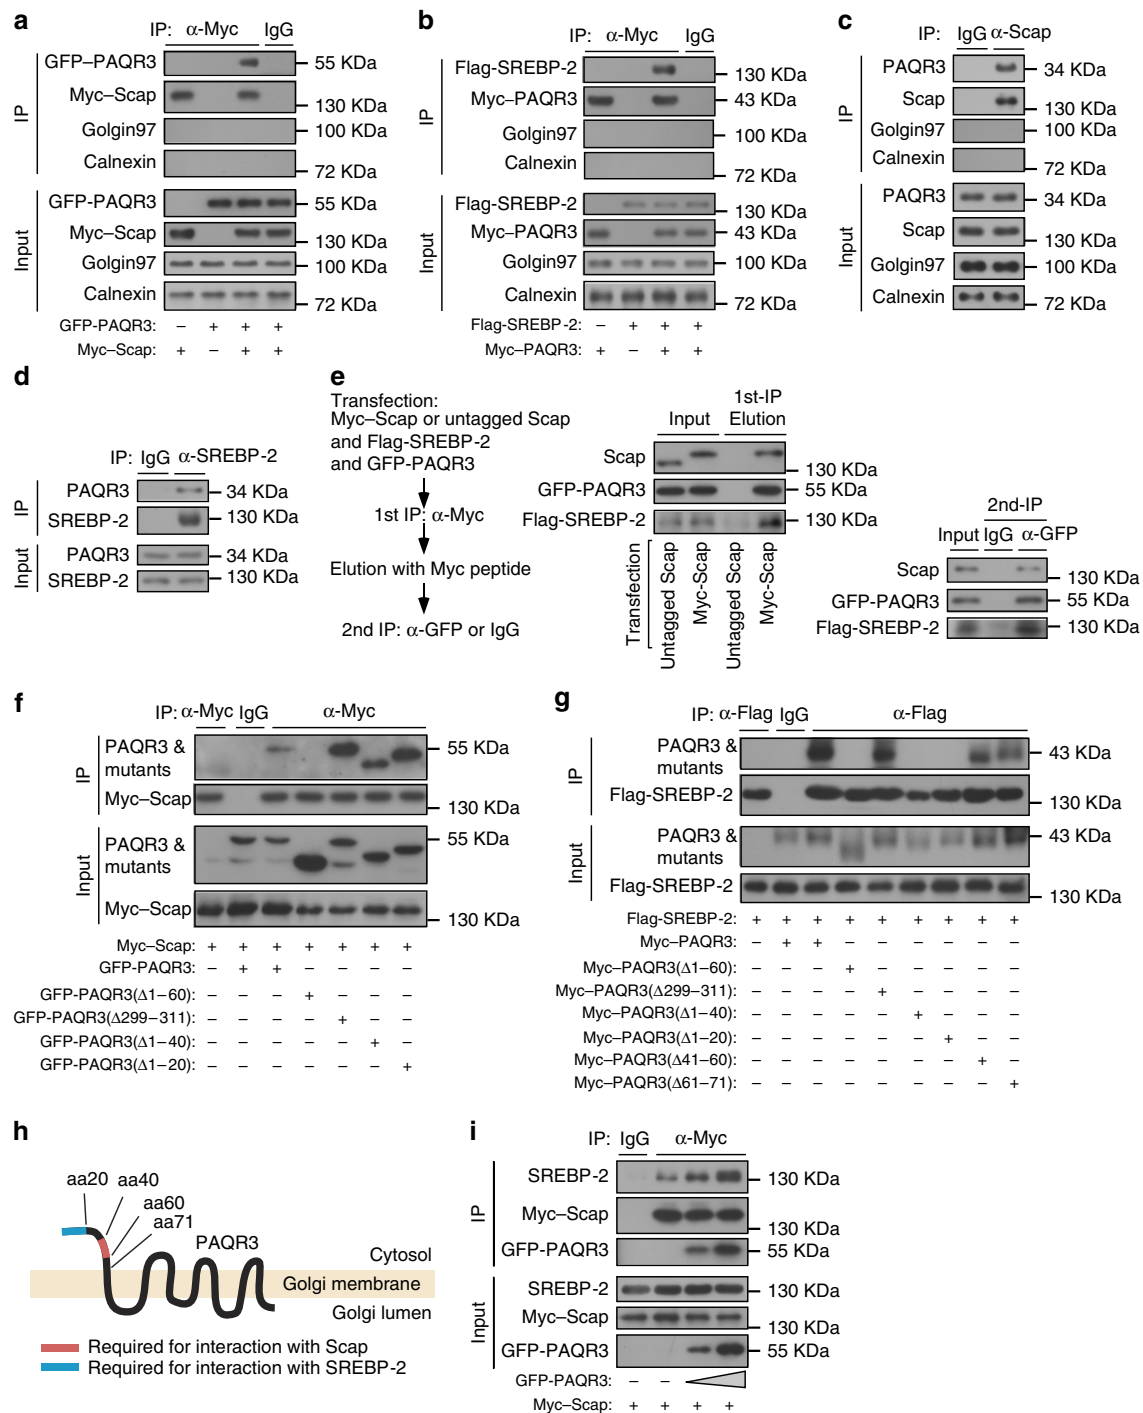 a
IP: α-Myc IgG
IP
GFP–PAQR3 55 KDa
Myc–Scap 130 KDa
Golgin97 100 KDa
Calnexin 72 KDa
Input
GFP-PAQR3 55 KDa
Myc–Scap 130 KDa
Golgin97 100 KDa
Calnexin 72 KDa
GFP-PAQR3: – + + +
Myc–Scap: + – + +
b
IP: α-Myc IgG
IP
Flag-SREBP-2 130 KDa
Myc–PAQR3 43 KDa
Golgin97 100 KDa
Calnexin 72 KDa
Input
Flag-SREBP-2 130 KDa
Myc–PAQR3 43 KDa
Golgin97 100 KDa
Calnexin 72 KDa
Flag-SREBP-2: – + + +
Myc–PAQR3: + – + +
c
IP: IgG α-Scap
IP
PAQR3 34 KDa
Scap 130 KDa
Golgin97 100 KDa
Calnexin 72 KDa
Input
PAQR3 34 KDa
Scap 130 KDa
Golgin97 100 KDa
Calnexin 72 KDa
d
IP: IgG α-SREBP-2
IP
PAQR3 34 KDa
SREBP-2 130 KDa
Input
PAQR3 34 KDa
SREBP-2 130 KDa
e
Transfection:
Myc–Scap or untagged Scap
and Flag-SREBP-2
and GFP-PAQR3
1st IP: α-Myc
Elution with Myc peptide
2nd IP: α-GFP or IgG
1st-IP
Input Elution
Scap 130 KDa
GFP-PAQR3 55 KDa
Flag-SREBP-2 130 KDa
Transfection
Untagged Scap
Myc-Scap
Untagged Scap
Myc-Scap
2nd-IP
Input IgG α-GFP
Scap 130 KDa
GFP-PAQR3 55 KDa
Flag-SREBP-2 130 KDa
f
IP: α-Myc IgG α-Myc
IP
PAQR3 & 55 KDa
mutants
Myc–Scap 130 KDa
Input
PAQR3 & 55 KDa
mutants
Myc–Scap 130 KDa
Myc–Scap: + + + + + + +
GFP-PAQR3: – + + – – – –
GFP-PAQR3(Δ1–60): – – – + – – –
GFP-PAQR3(Δ299–311): – – – – + – –
GFP-PAQR3(Δ1–40): – – – – – + –
GFP-PAQR3(Δ1–20): – – – – – – +
g
IP: α-Flag IgG α-Flag
IP
PAQR3 & 43 KDa
mutants
Flag-SREBP-2 130 KDa
Input
PAQR3 & 43 KDa
mutants
Flag-SREBP-2 130 KDa
Flag-SREBP-2: + + + + + + + + +
Myc–PAQR3: – + + – – – – – –
Myc–PAQR3(Δ1–60): – – – + – – – – –
Myc–PAQR3(Δ299–311): – – – – + – – – –
Myc–PAQR3(Δ1–40): – – – – – + – – –
Myc–PAQR3(Δ1–20): – – – – – – + – –
Myc–PAQR3(Δ41–60): – – – – – – – + –
Myc–PAQR3(Δ61–71): – – – – – – – – +
h
aa20 aa40
aa60
aa71
PAQR3
Cytosol
Golgi membrane
Golgi lumen
Required for interaction with Scap
Required for interaction with SREBP-2
i
IP: IgG α-Myc
IP
SREBP-2 130 KDa
Myc–Scap 130 KDa
GFP-PAQR3 55 KDa
Input
SREBP-2 130 KDa
Myc–Scap 130 KDa
GFP-PAQR3 55 KDa
GFP-PAQR3: – –
Myc–Scap: + + + +